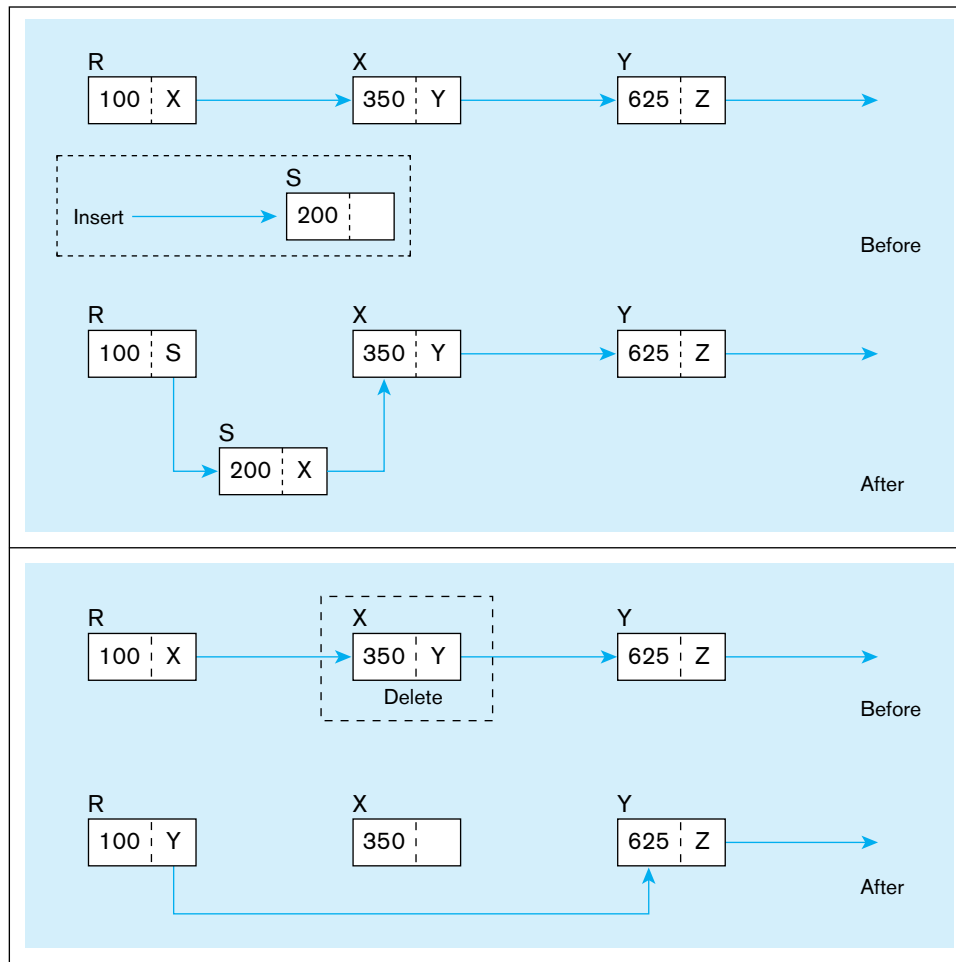 R X Y
100 X 350 Y 625 Z
S
Insert 200
Before
R X Y
100 S 350 Y 625 Z
S
200 X
After
R X Y
100 X 350 Y 625 Z
Delete
Before
R X Y
100 Y 350 625 Z
After